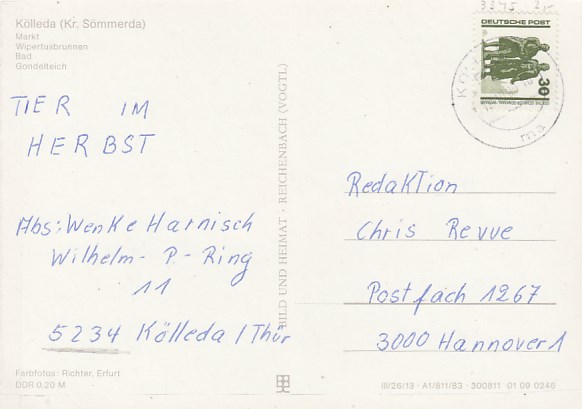 Kölleda (Kr. Sömmerda)
Markt
Wipertusbrunnen
Bad
Gondelteich
TIER IM
HERBST
Abs: Wenke Harnisch
Wilhelm- P.- Ring
11
5234 Kölleda / Thür
Farbfotos: Richter, Erfurt
DDR 0,20 M
BILD UND HEIMAT · REICHENBACH (VOGTL)
DEUTSCHE POST
30
Redaktion
Chris Revue
Postfach 1267
3000 Hannover 1
III/26/13 · A1/811/83 · 300811 01 09 0246